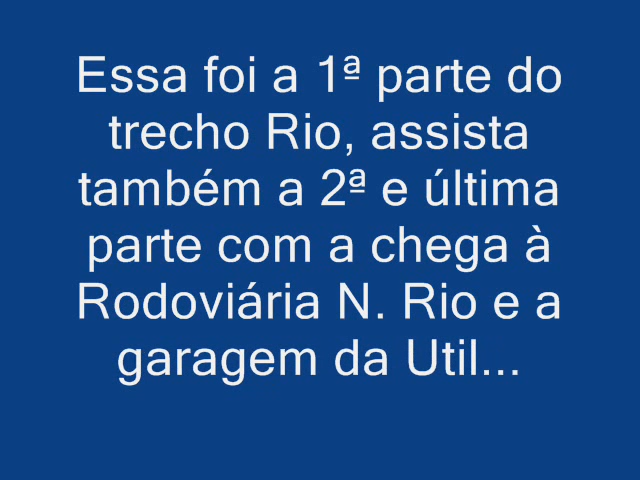 Essa foi a 1ª parte do
trecho Rio, assista
também a 2ª e última
parte com a chega à
Rodoviária N. Rio e a
garagem da Util...